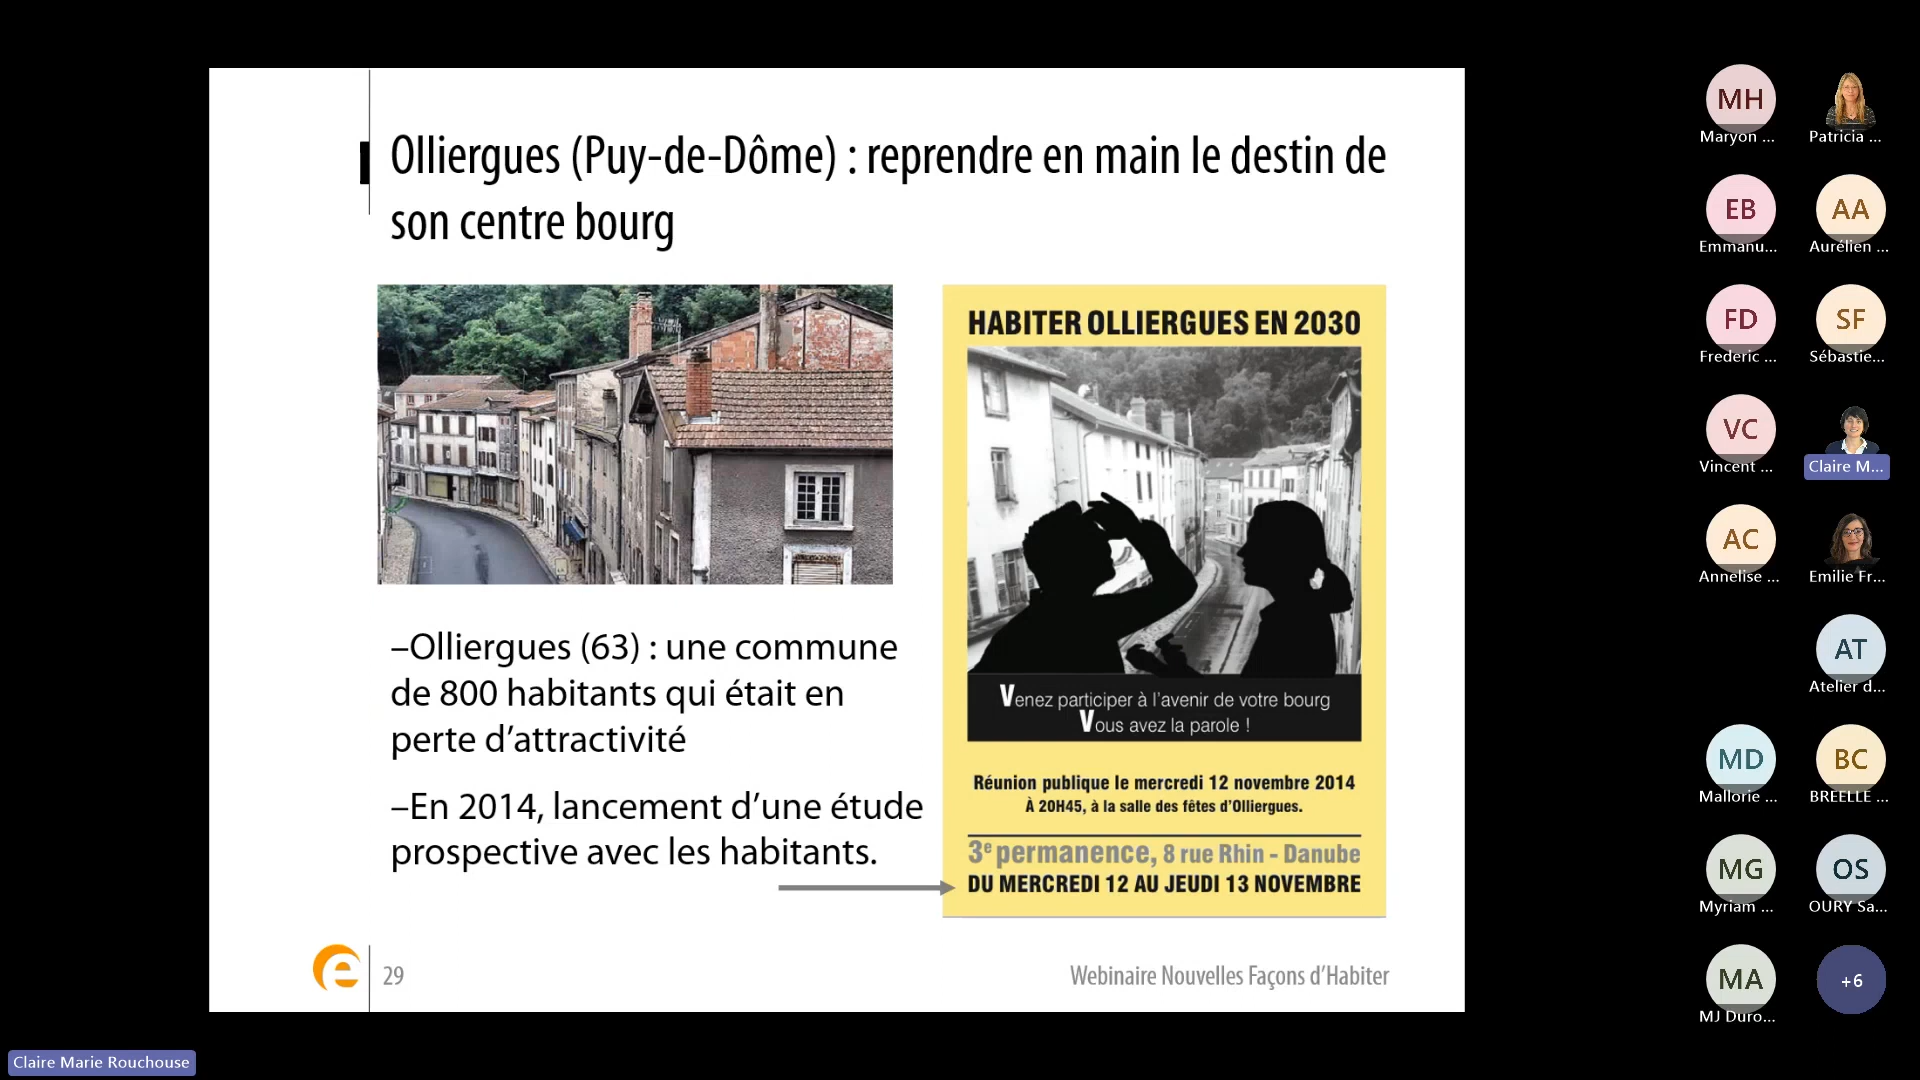 Olliergues (Puy-de-Dôme) : reprendre en main le destin de
son centre bourg
–Olliergues (63) : une commune
de 800 habitants qui était en
perte d’attractivité
–En 2014, lancement d’une étude
prospective avec les habitants.
HABITER OLLIERGUES EN 2030
Venez participer à l’avenir de votre bourg
Vous avez la parole !
Réunion publique le mercredi 12 novembre 2014
À 20H45, à la salle des fêtes d’Olliergues.
3e permanence, 8 rue Rhin - Danube
DU MERCREDI 12 AU JEUDI 13 NOVEMBRE
e
29
Webinaire Nouvelles Façons d’Habiter
MH
Maryon ...
Patricia ...
EB
Emmanu...
AA
Aurélien ...
FD
Frederic ...
SF
Sébastie...
VC
Vincent ...
Claire M...
AC
Annelise ...
Emilie Fr...
AT
Atelier d...
MD
Mallorie ...
BC
BREELLE ...
MG
Myriam ...
OS
OURY Sa...
MA
MJ Duro...
+6
Claire Marie Rouchouse